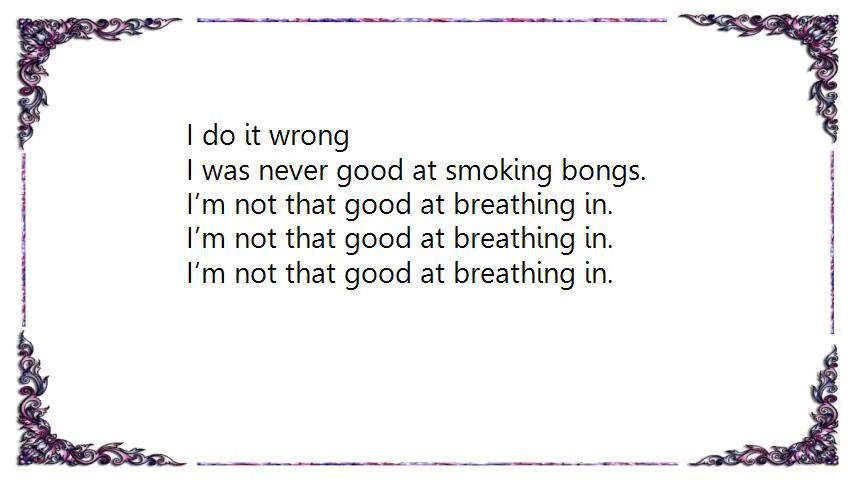 I do it wrong
I was never good at smoking bongs.
I’m not that good at breathing in.
I’m not that good at breathing in.
I’m not that good at breathing in.